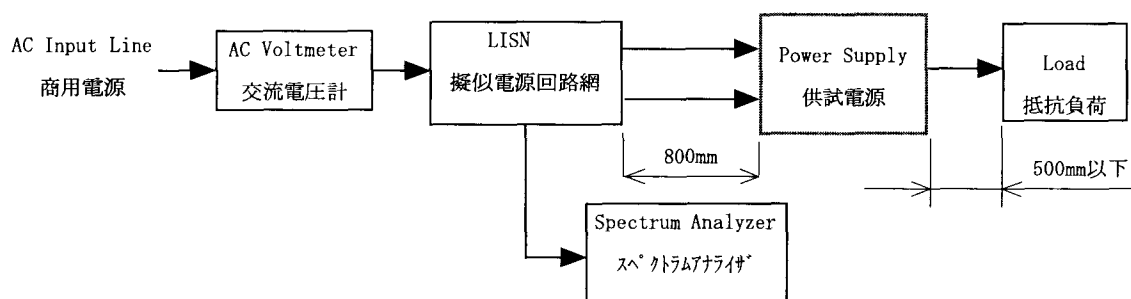 AC Input Line
商用電源
AC Voltmeter
交流電圧計
LISN
擬似電源回路網
Power Supply
供試電源
Load
抵抗負荷
800mm
500mm以下
Spectrum Analyzer
ｽﾍﾟｸﾄﾗﾑｱﾅﾗｲｻﾞ